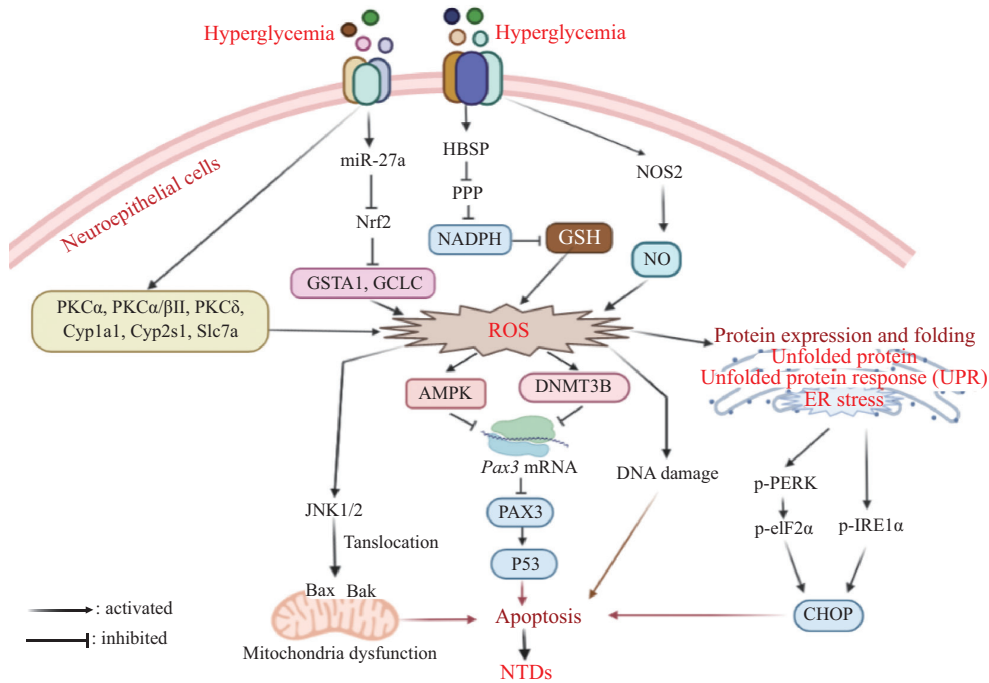 Hyperglycemia
Hyperglycemia
Neuroepithelial cells
miR-27a
HBSP
NOS2
PPP
Nrf2
NADPH
GSH
NO
GSTA1, GCLC
PKCα, PKCα/βII, PKCδ,
Cyp1a1, Cyp2s1, Slc7a
ROS
Protein expression and folding
Unfolded protein
Unfolded protein response (UPR)
ER stress
AMPK
DNMT3B
Pax3 mRNA
DNA damage
p-PERK
JNK1/2
PAX3
p-elF2α
p-IRE1α
Tanslocation
P53
Bax Bak
: activated
Apoptosis
CHOP
: inhibited
Mitochondria dysfunction
NTDs